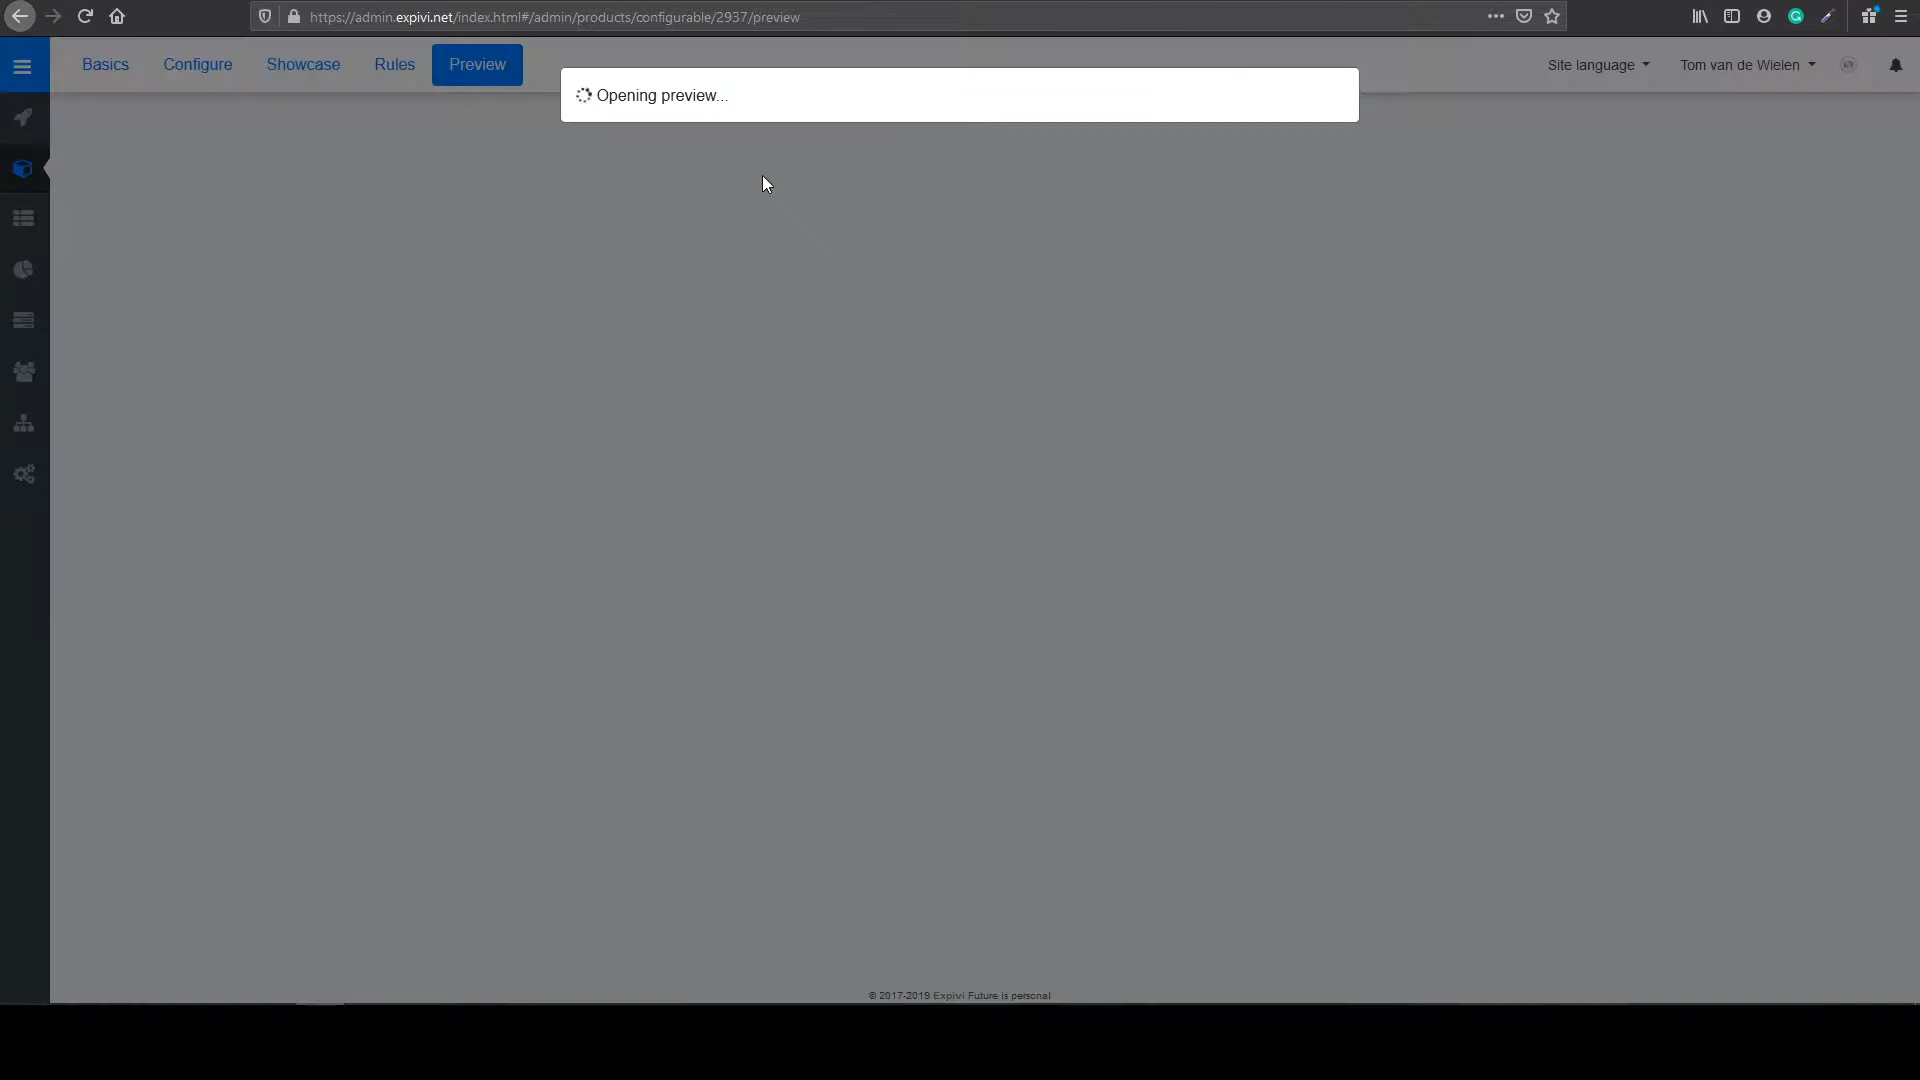 https://admin.expivi.net/index.html#/admin/products/configurable/2937/preview
Basics Configure Showcase Rules Preview Site language Tom van de Wielen
Opening preview...
© 2017-2019 Expivi Future is personal